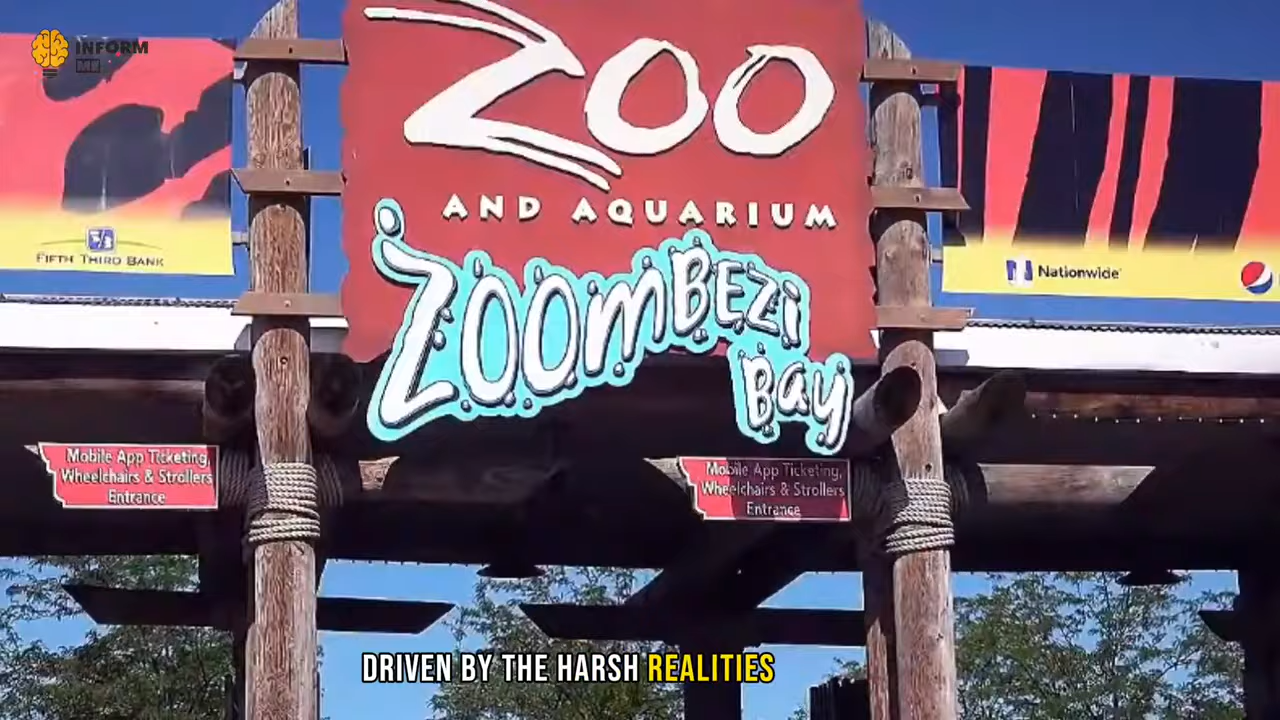 INFORM
MK
ZOO
AND AQUARIUM
ZOOMBEZI
Bay
FIFTH THIRD BANK
Nationwide
Mobile App Ticketing,
Wheelchairs & Strollers
Entrance
Mobile App Ticketing,
Wheelchairs & Strollers
Entrance
DRIVEN BY THE HARSH REALITIES